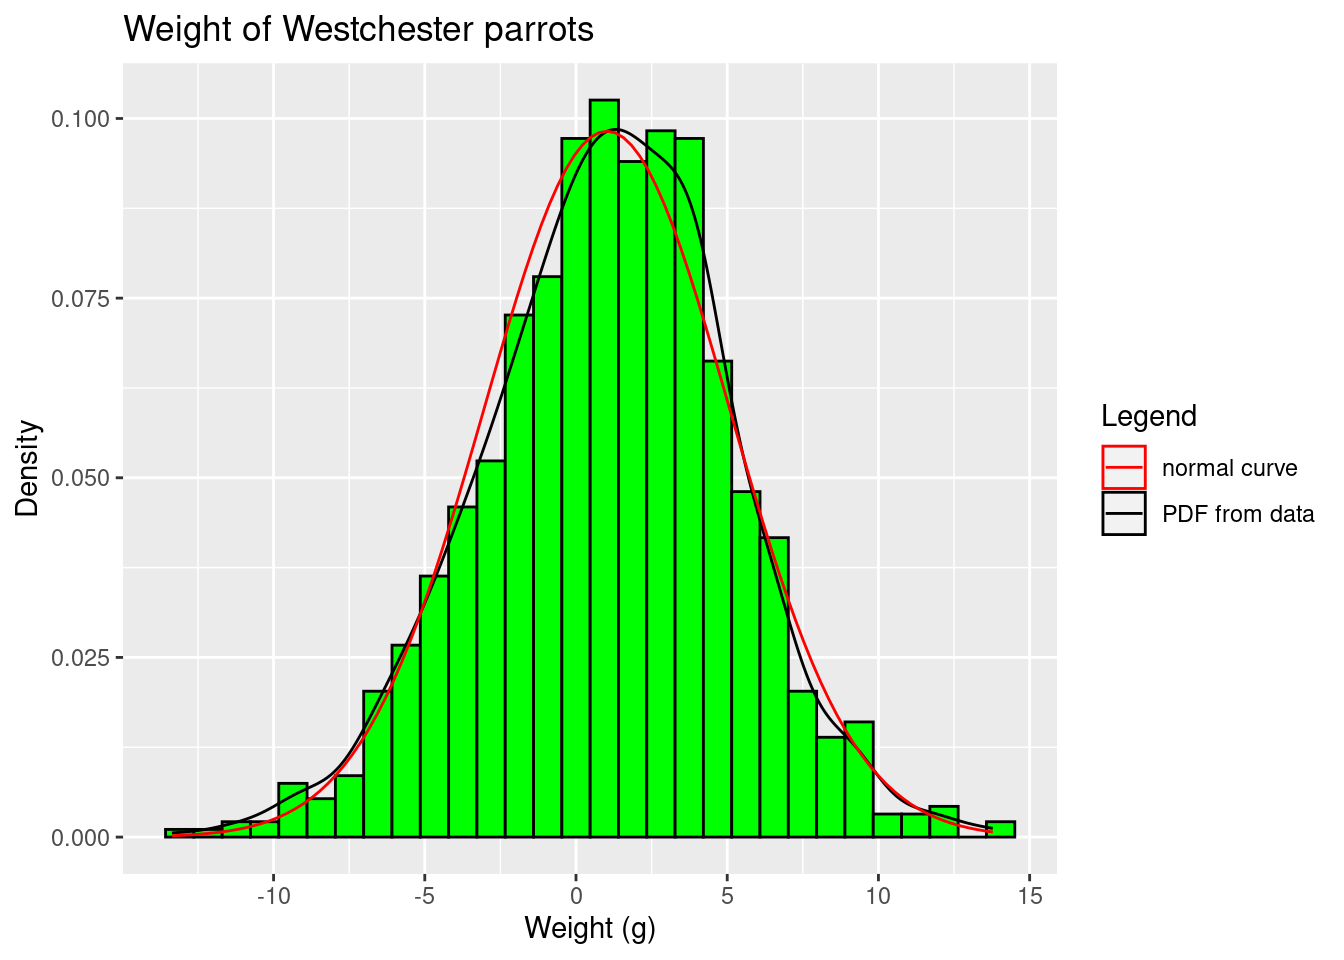 Weight of Westchester parrots
Density
0.100
0.075
0.050
0.025
0.000
-10
-5
0
5
10
15
Weight (g)
Legend
normal curve
PDF from data